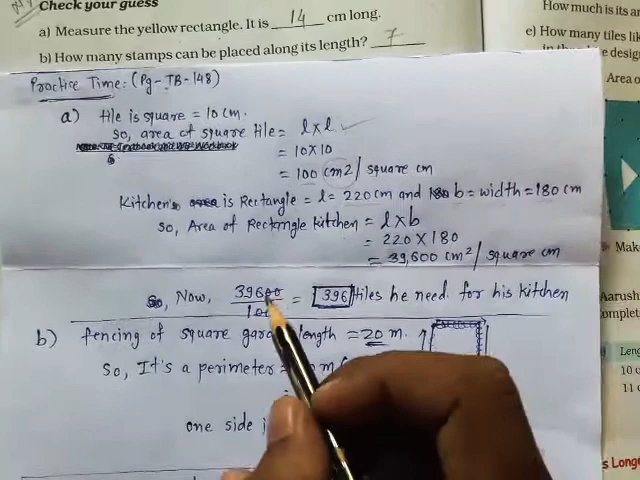 Check your guess
a) Measure the yellow rectangle. It is 14 cm long.
b) How many stamps can be placed along its length? 7
How much is its ar
e) How many tiles lik
e desig
Area o
Practice Time: (Pg-TB-148)
a) tile is square = 10 cm.
So, area of square tile = l×l ✓
= 10×10
= 100 cm2/ square cm
Kitchen's is Rectangle = l = 220 cm and b = width = 180 cm
So, Area of Rectangle kitchen = l×b
= 220×180
= 39,600 cm²/ square cm
So, Now, 39600/100 = 396 tiles he need for his kitchen
b) fencing of square gar length = 20 m.
So, It's a perimeter =
one side i
Mak
Aarush
omplet
Leng
10 c
11 c
s Longe